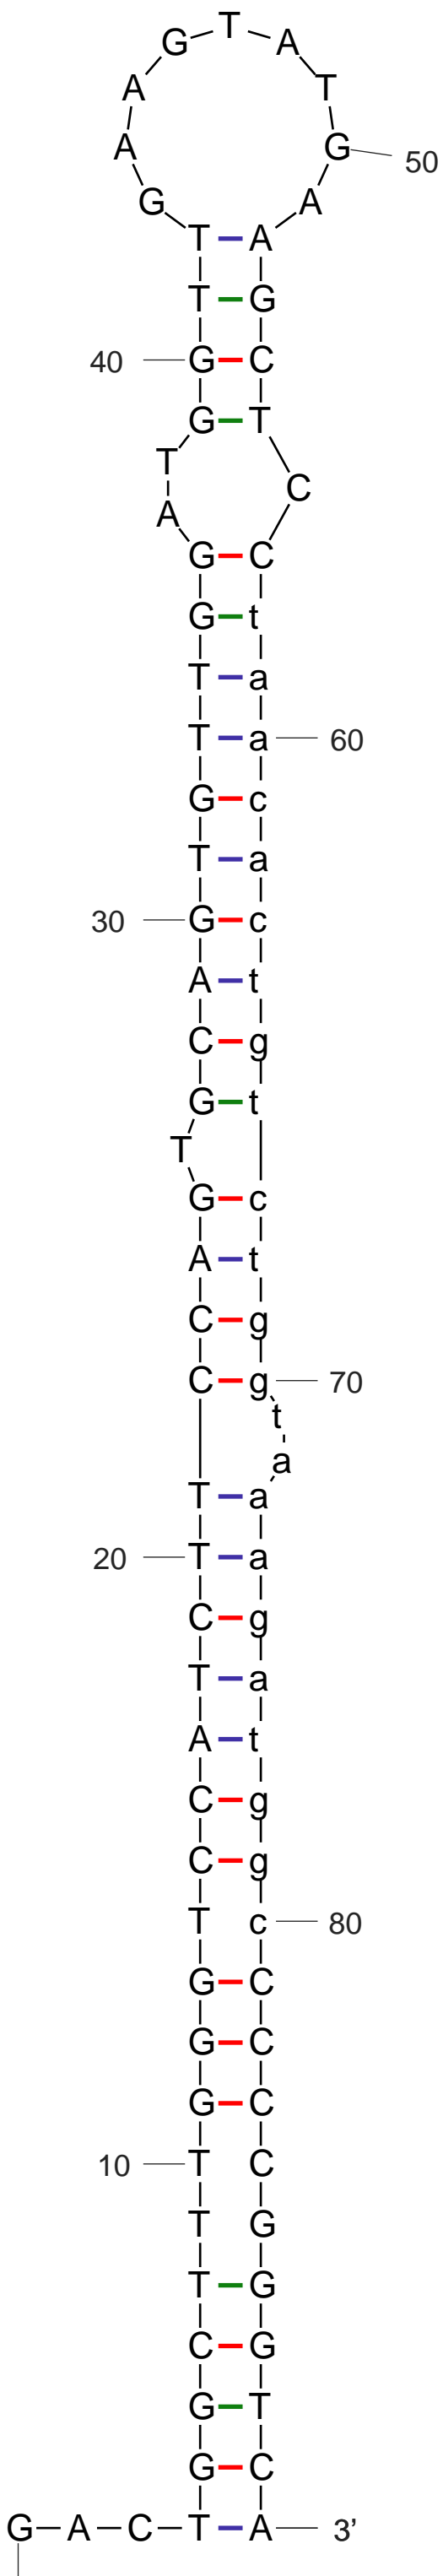 G T
A A
A T
G 50
A A
G
T A
T G
40 G C
G T
T C
A
G C
G t
T a
T a 60
G c
T a
G c
30
A t
C g
G t
T
G c
A t
C g
C g 70
t
a
T a
20 T a
C g
T a
A t
C g
C g
T c 80
G C
G C
G C
10 T C
T G
T G
C G
G T
G C
G A C T A 3’